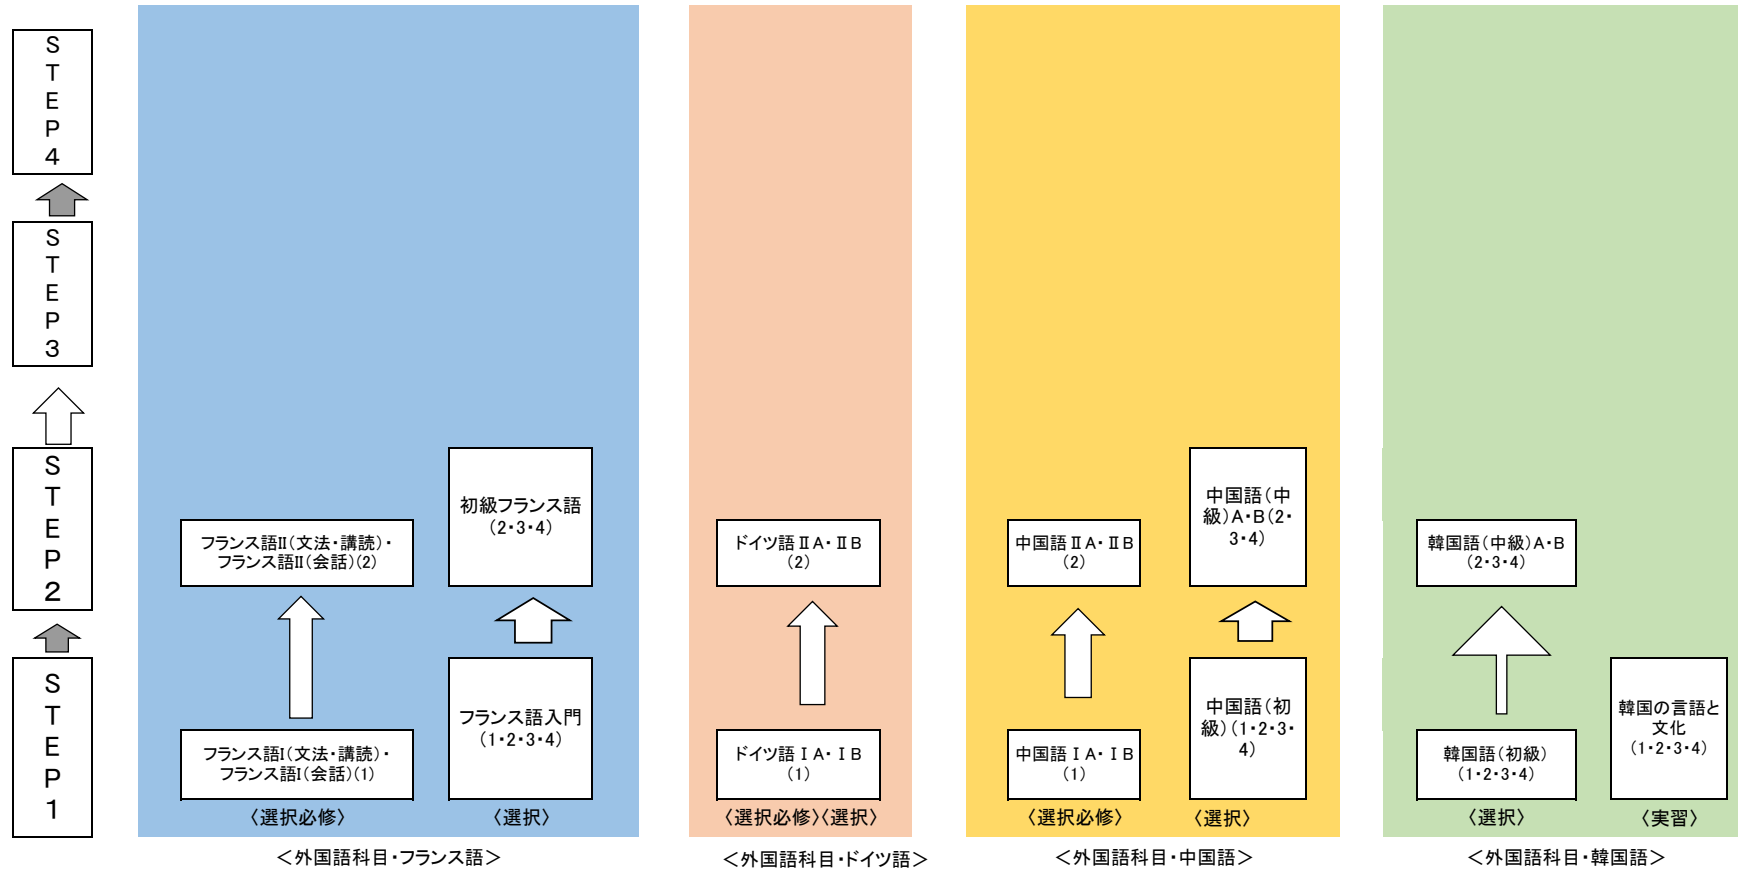 STEP4
STEP3
STEP2
STEP1
初級フランス語
(2・3・4)
フランス語Ⅱ(文法・講読)・
フランス語Ⅱ(会話)(2)
フランス語入門
(1・2・3・4)
フランス語Ⅰ(文法・講読)・
フランス語Ⅰ(会話)(1)
〈選択必修〉
〈選択〉
<外国語科目・フランス語>
ドイツ語ⅡA・ⅡB
(2)
ドイツ語ⅠA・ⅠB
(1)
〈選択必修〉〈選択〉
<外国語科目・ドイツ語>
中国語ⅡA・ⅡB
(2)
中国語(中
級)A・B(2・
3・4)
中国語ⅠA・ⅠB
(1)
中国語(初
級)(1・2・3・
4)
〈選択必修〉
〈選択〉
<外国語科目・中国語>
韓国語(中級)A・B
(2・3・4)
韓国語(初級)
(1・2・3・4)
韓国の言語と
文化
(1・2・3・4)
〈選択〉
〈実習〉
<外国語科目・韓国語>